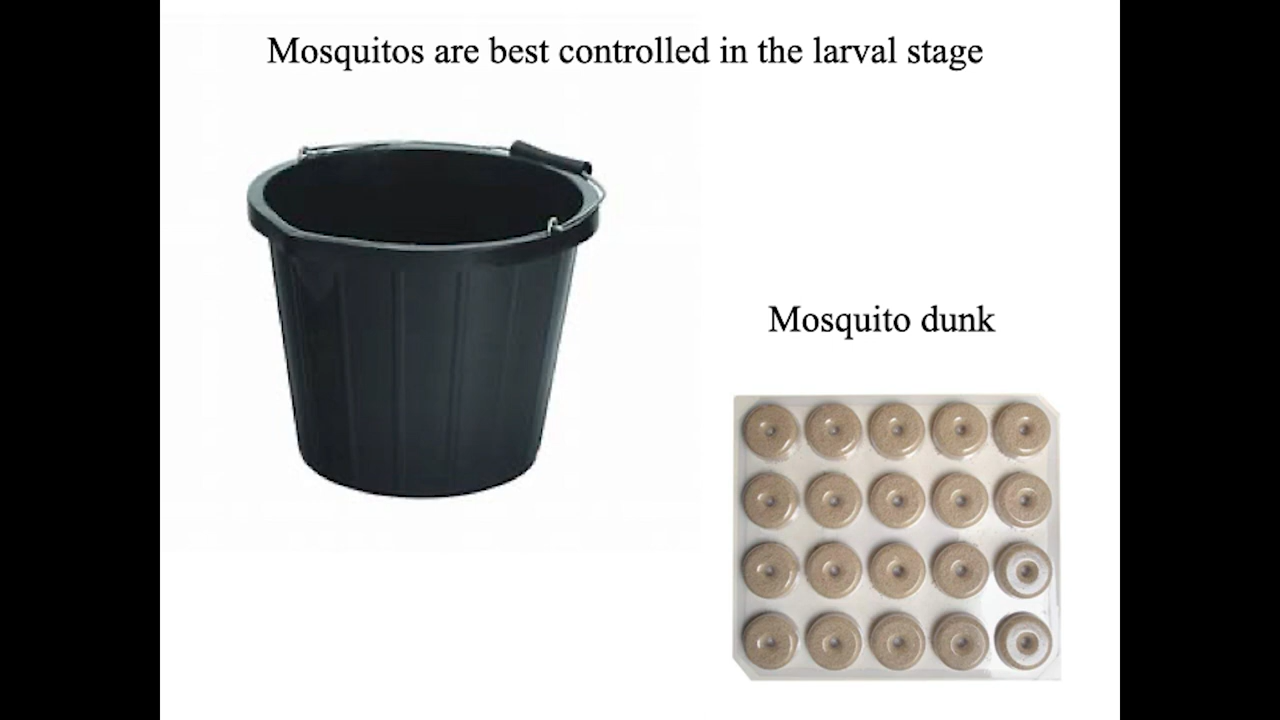 Mosquitos are best controlled in the larval stage
Mosquito dunk